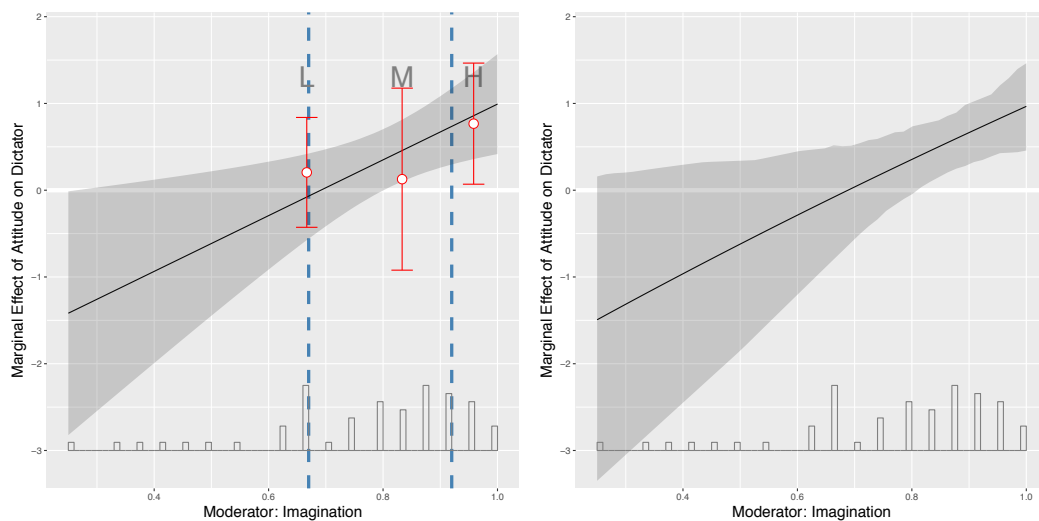 2
1
0
−1
−2
−3
Marginal Effect of Attitude on Dictator
L
M
H
0.4
0.6
0.8
1.0
Moderator: Imagination
2
1
0
−1
−2
−3
Marginal Effect of Attitude on Dictator
0.4
0.6
0.8
1.0
Moderator: Imagination